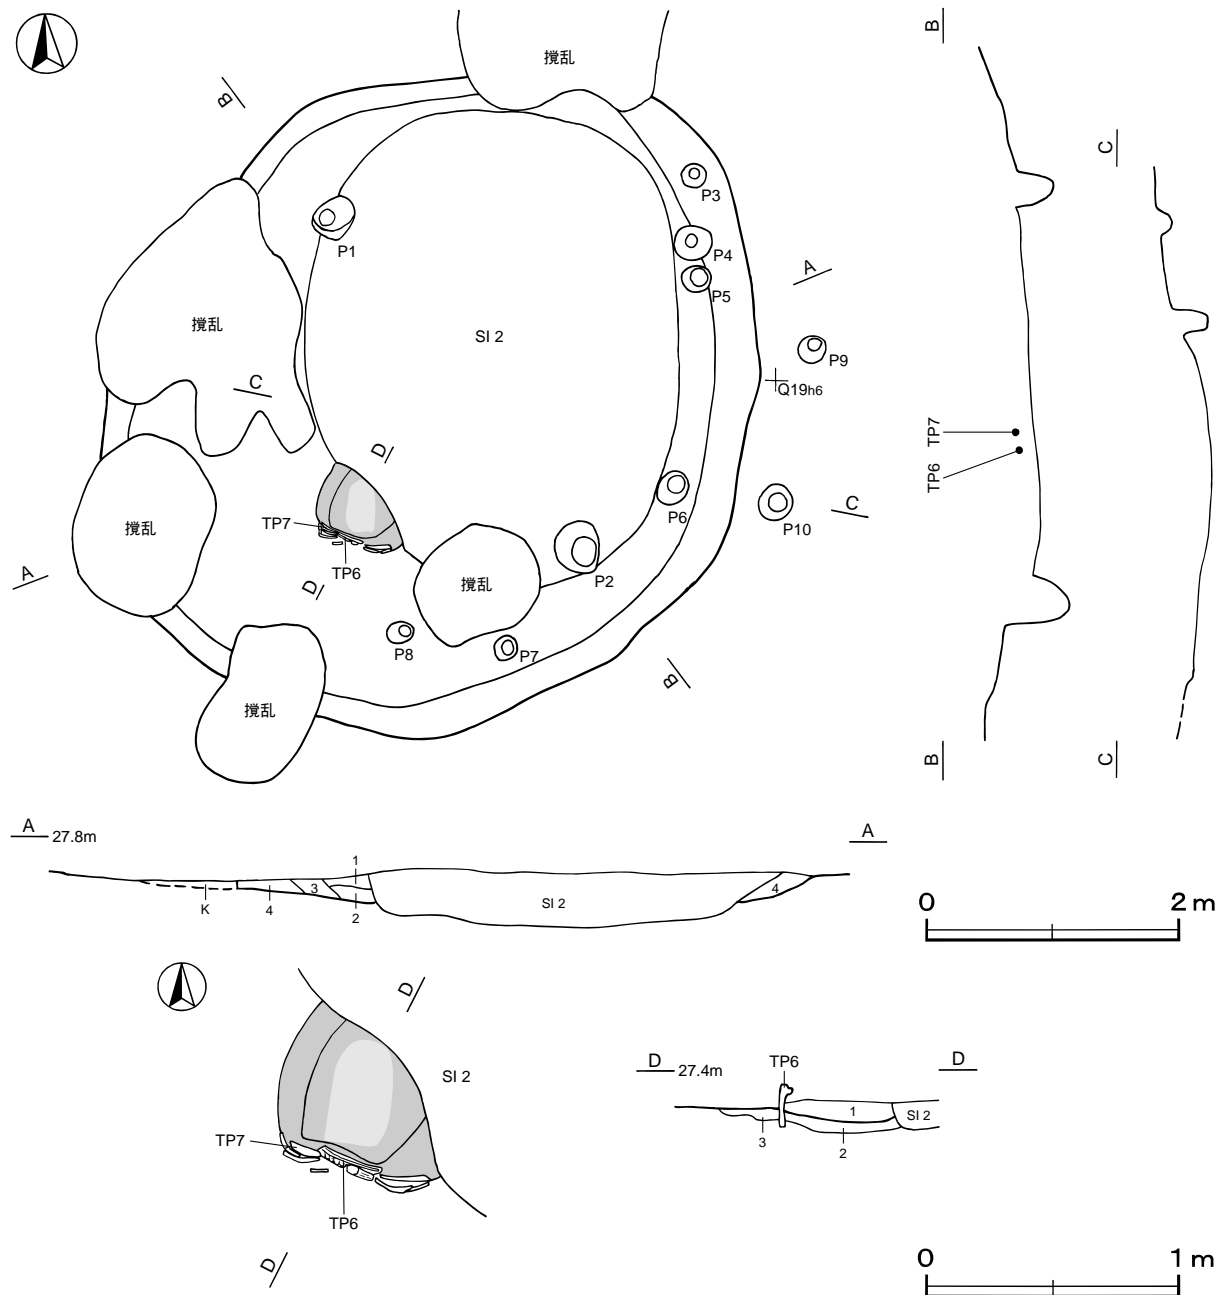 撹乱
B
B
C
P3
P1
P4
A
P5
撹乱
SI 2
P9
C
Q19h6
D
TP7
TP6
P6
C
TP7
撹乱
P10
TP6
A
P2
D
撹乱
P8
P7
B
撹乱
B
C
A 27.8m
A
1
3
4
SI 2
K
4
2
0 2 m
D
SI 2
D 27.4m
TP6
D
1
SI 2
3
2
TP7
TP6
D
0 1 m